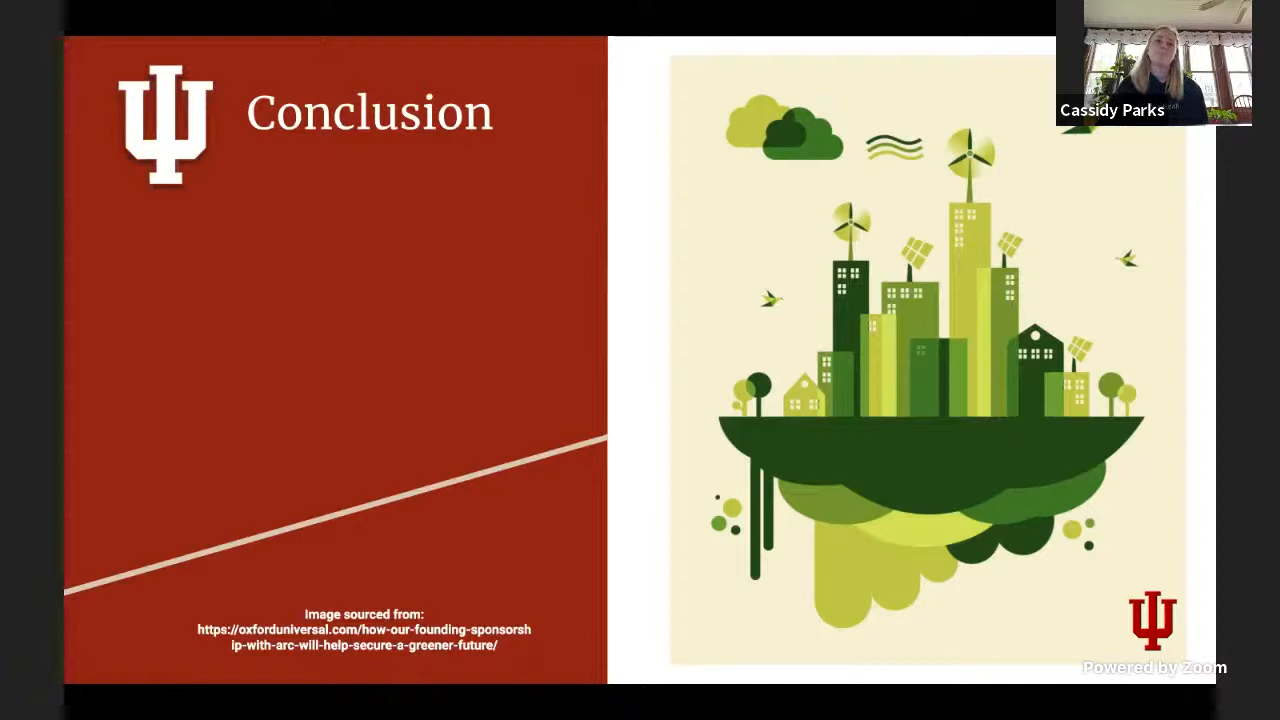 Conclusion
Cassidy Parks
Image sourced from:
https://oxforduniversal.com/how-our-founding-sponsorsh
ip-with-arc-will-help-secure-a-greener-future/
Powered by Zoom